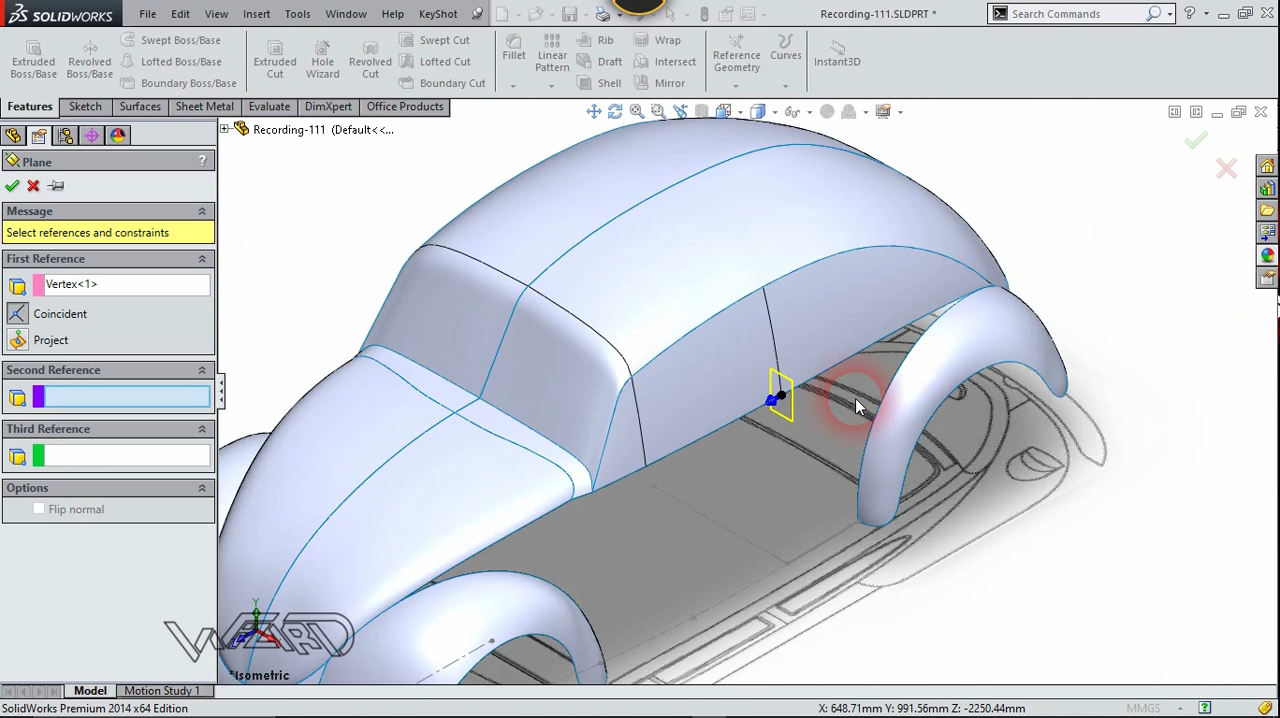 SOLIDWORKS
File Edit View Insert Tools Window Help KeyShot
Recording-111.SLDPRT *
Search Commands
Extruded Boss/Base
Revolved Boss/Base
Swept Boss/Base
Lofted Boss/Base
Boundary Boss/Base
Extruded Cut
Hole Wizard
Revolved Cut
Swept Cut
Lofted Cut
Boundary Cut
Fillet
Linear Pattern
Rib
Draft
Shell
Wrap
Intersect
Mirror
Reference Geometry
Curves
Instant3D
Features Sketch Surfaces Sheet Metal Evaluate DimXpert Office Products
Recording-111 (Default<<...
Plane ?
Message
Select references and constraints
First Reference
Vertex<1>
Coincident
Project
Second Reference
Third Reference
Options
Flip normal
Y
*Isometric
Model Motion Study 1
SolidWorks Premium 2014 x64 Edition
X: 648.71mm Y: 991.56mm Z: -2250.44mm
MMGS